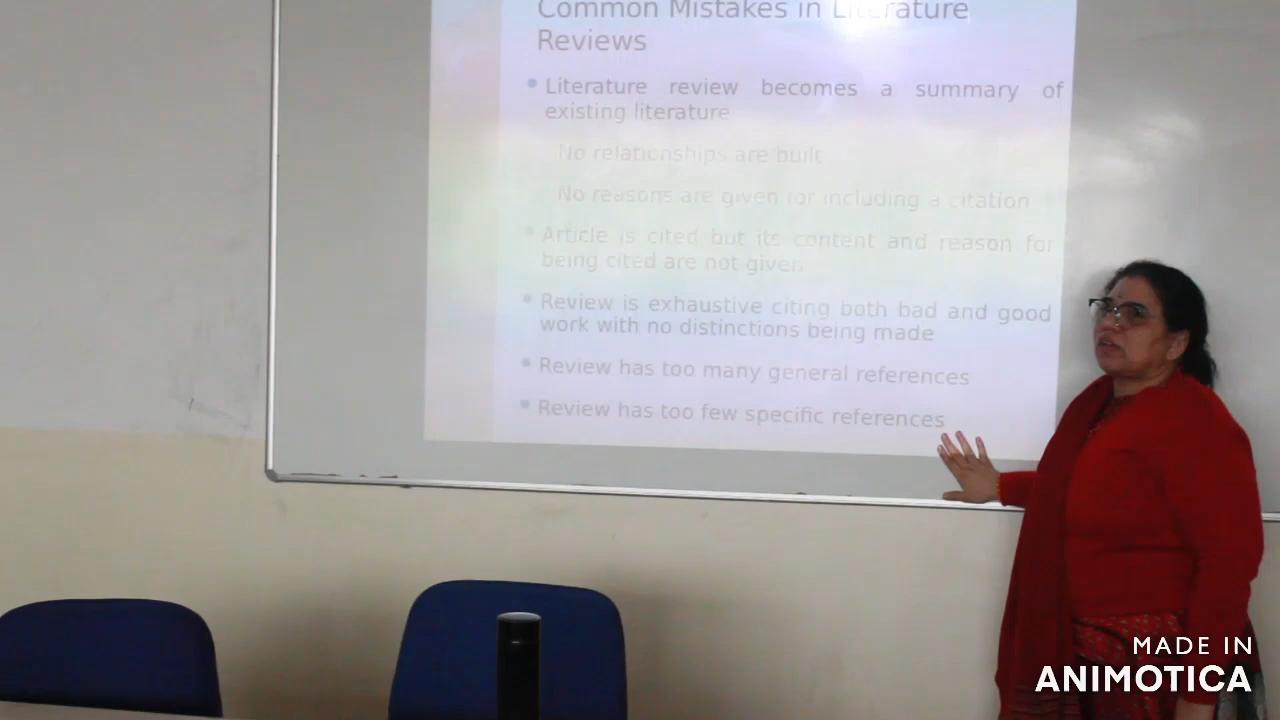 Common Mistakes in Literature
Reviews
Literature review becomes a summary of
existing literature
No relationships are built
No reasons are given for including a citation
Article is cited but its content and reason for
being cited are not given
Review is exhaustive citing both bad and good
work with no distinctions being made
Review has too many general references
Review has too few specific references
MADE IN
ANIMOTICA